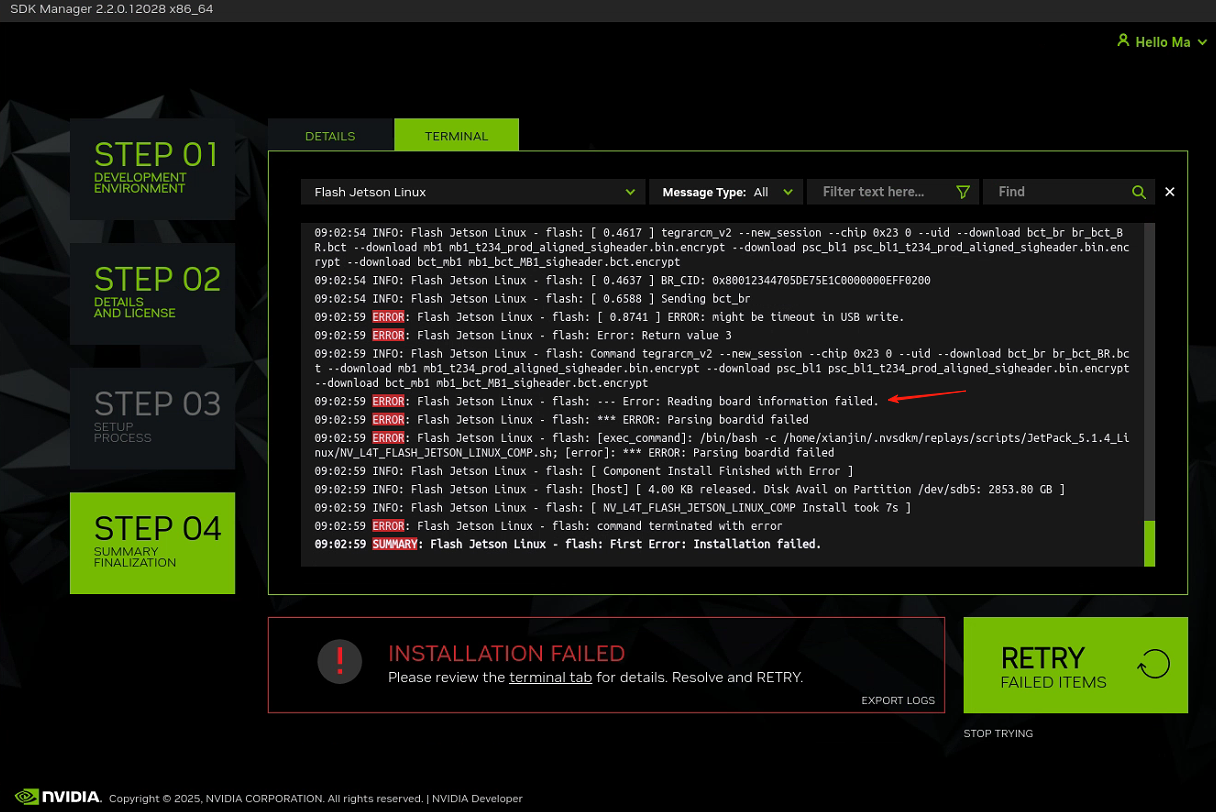 SDK Manager 2.2.0.12028 x86_64
Hello Ma
STEP 01
DEVELOPMENT
ENVIRONMENT
STEP 02
DETAILS
AND LICENSE
STEP 03
SETUP
PROCESS
STEP 04
SUMMARY
FINALIZATION
DETAILS
TERMINAL
Flash Jetson Linux
Message Type: All
Filter text here...
Find
09:02:54 INFO: Flash Jetson Linux - flash: [ 0.4617 ] tegrarcm_v2 --new_session --chip 0x23 0 --uid --download bct_br br_bct_B
R.bct --download mb1 mb1_t234_prod_aligned_sigheader.bin.encrypt --download psc_bl1 psc_bl1_t234_prod_aligned_sigheader.bin.enc
rypt --download bct_mb1 mb1_bct_MB1_sigheader.bct.encrypt
09:02:54 INFO: Flash Jetson Linux - flash: [ 0.4637 ] BR_CID: 0x80012344705DE75E1C0000000EFF0200
09:02:54 INFO: Flash Jetson Linux - flash: [ 0.6588 ] Sending bct_br
09:02:59 ERROR: Flash Jetson Linux - flash: [ 0.8741 ] ERROR: might be timeout in USB write.
09:02:59 ERROR: Flash Jetson Linux - flash: Error: Return value 3
09:02:59 INFO: Flash Jetson Linux - flash: Command tegrarcm_v2 --new_session --chip 0x23 0 --uid --download bct_br br_bct_BR.bc
t --download mb1 mb1_t234_prod_aligned_sigheader.bin.encrypt --download psc_bl1 psc_bl1_t234_prod_aligned_sigheader.bin.encrypt
--download bct_mb1 mb1_bct_MB1_sigheader.bct.encrypt
09:02:59 ERROR: Flash Jetson Linux - flash: --- Error: Reading board information failed.
09:02:59 ERROR: Flash Jetson Linux - flash: *** ERROR: Parsing boardid failed
09:02:59 ERROR: Flash Jetson Linux - flash: [exec_command]: /bin/bash -c /home/xianjin/.nvsdkm/replays/scripts/JetPack_5.1.4_Li
nux/NV_L4T_FLASH_JETSON_LINUX_COMP.sh; [error]: *** ERROR: Parsing boardid failed
09:02:59 INFO: Flash Jetson Linux - flash: [ Component Install Finished with Error ]
09:02:59 INFO: Flash Jetson Linux - flash: [host] [ 4.00 KB released. Disk Avail on Partition /dev/sdb5: 2853.80 GB ]
09:02:59 INFO: Flash Jetson Linux - flash: [ NV_L4T_FLASH_JETSON_LINUX_COMP Install took 7s ]
09:02:59 ERROR: Flash Jetson Linux - flash: command terminated with error
09:02:59 SUMMARY: Flash Jetson Linux - flash: First Error: Installation failed.
INSTALLATION FAILED
Please review the terminal tab for details. Resolve and RETRY.
EXPORT LOGS
RETRY
FAILED ITEMS
STOP TRYING
NVIDIA. Copyright © 2025, NVIDIA CORPORATION. All rights reserved. | NVIDIA Developer